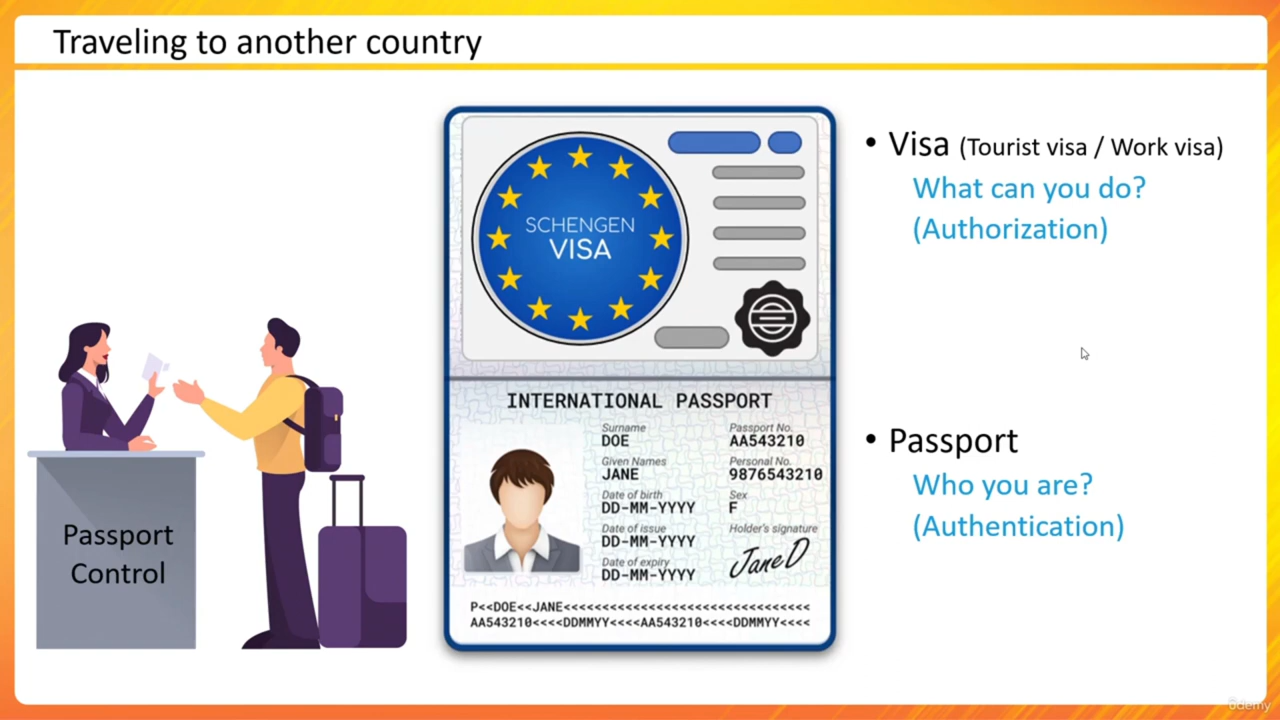 Traveling to another country
SCHENGEN
VISA
INTERNATIONAL PASSPORT
Surname
DOE
Passport No.
AA543210
Given Names
JANE
Personal No.
9876543210
Date of birth
DD-MM-YYYY
Sex
F
Date of issue
DD-MM-YYYY
Holder's signature
Jane D
Date of expiry
DD-MM-YYYY
P<<DOE<<JANE<<<<<<<<<<<<<<<<<<<<<<<<<<<<<<<<
AA543210<<<<DDMMYY<<<<AA543210<<<<DDMMYY<<<<
• Visa (Tourist visa / Work visa)
What can you do?
(Authorization)
• Passport
Who you are?
(Authentication)
Passport
Control
ûdemy